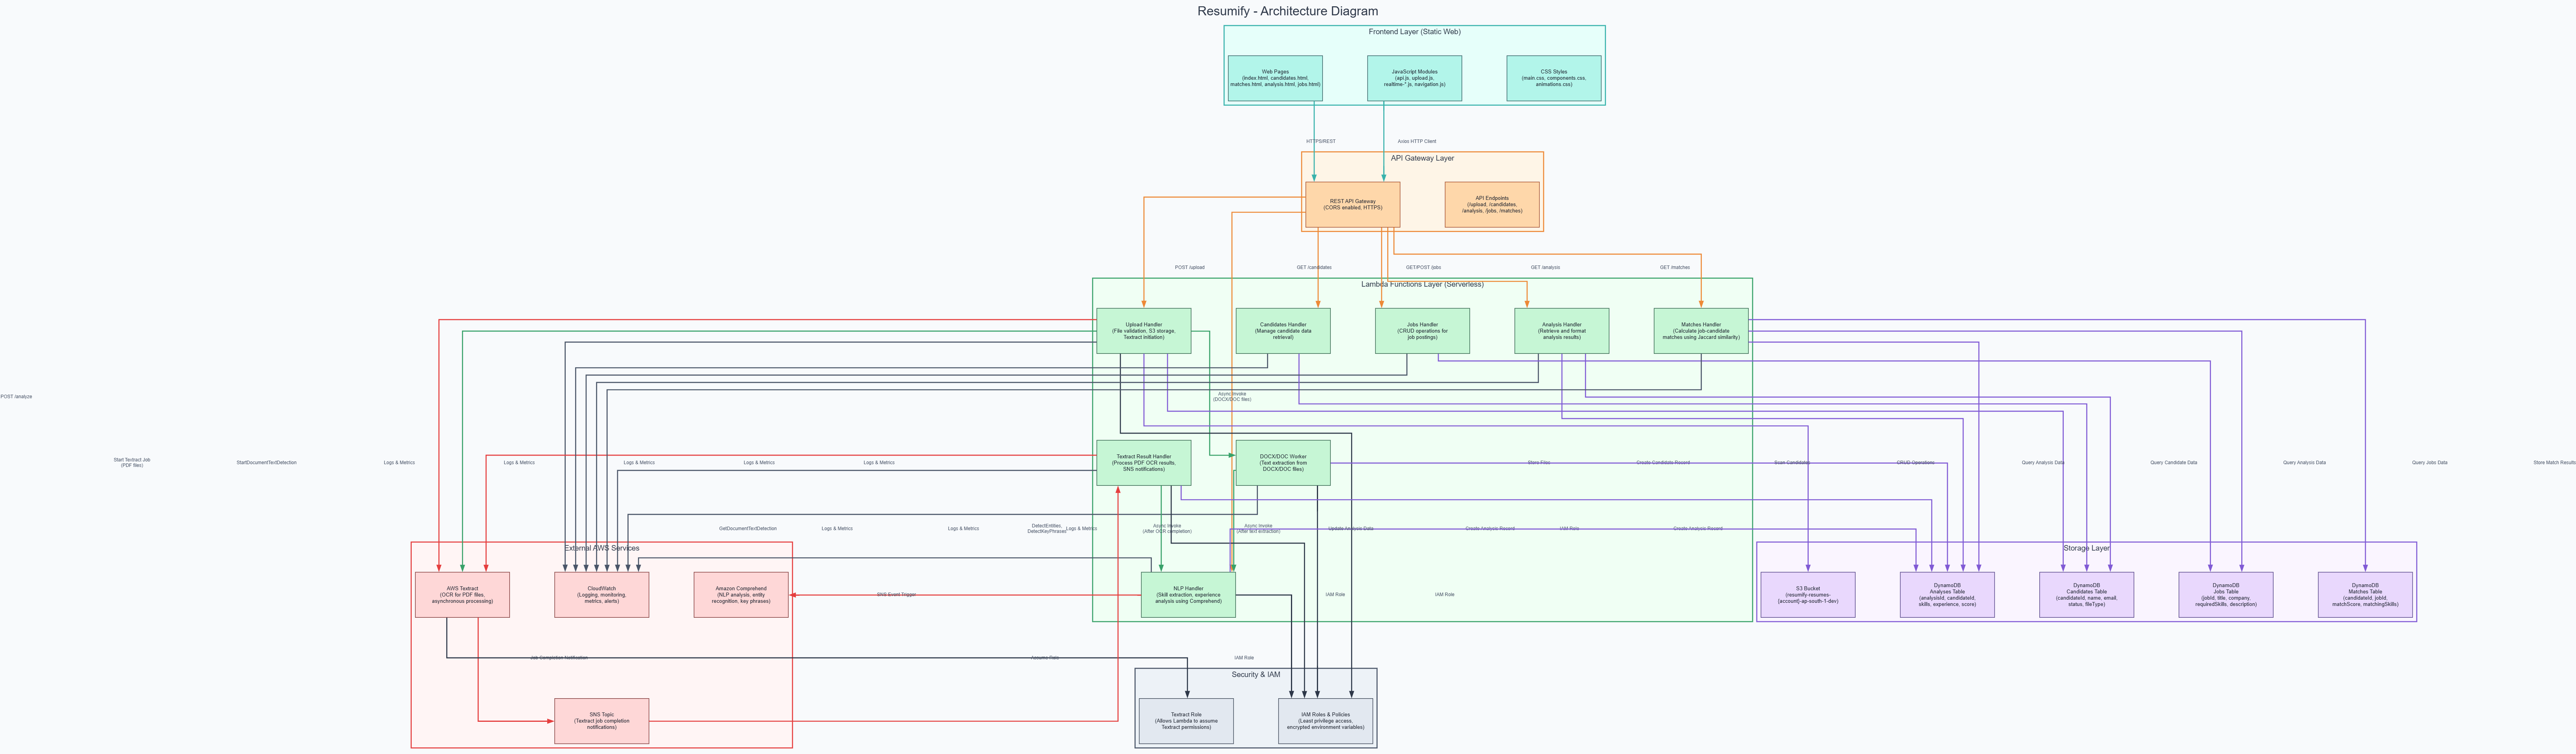 Resumify - Architecture Diagram
Frontend Layer (Static Web)
Web Pages
(index.html, candidates.html,
matches.html, analysis.html, jobs.html)
JavaScript Modules
(api.js, upload.js,
realtime-*.js, navigation.js)
CSS Styles
(main.css, components.css,
animations.css)
HTTPS/REST
Axios HTTP Client
API Gateway Layer
REST API Gateway
(CORS enabled, HTTPS)
API Endpoints
(/upload, /candidates,
/analysis, /jobs, /matches)
POST /upload
GET /candidates
GET/POST /jobs
GET /analysis
GET /matches
Lambda Functions Layer (Serverless)
Upload Handler
(File validation, S3 storage,
Textract initiation)
Candidates Handler
(Manage candidate data
retrieval)
Jobs Handler
(CRUD operations for
job postings)
Analysis Handler
(Retrieve and format
analysis results)
Matches Handler
(Calculate job-candidate
matches using Jaccard similarity)
POST /analyze
Async Invoke
(DOCX/DOC files)
Start Textract Job
(PDF files)
StartDocumentTextDetection
Logs & Metrics
Logs & Metrics
Logs & Metrics
Logs & Metrics
Logs & Metrics
Textract Result Handler
(Process PDF OCR results,
SNS notifications)
DOCX/DOC Worker
(Text extraction from
DOCX/DOC files)
Store Files
Create Candidate Record
Scan Candidates
CRUD Operations
Query Analysis Data
Query Candidate Data
Query Analysis Data
Query Jobs Data
Store Match Results
GetDocumentTextDetection
Logs & Metrics
Logs & Metrics
DetectEntities,
DetectKeyPhrases
Logs & Metrics
Async Invoke
(After OCR completion)
Async Invoke
(After text extraction)
Update Analysis Data
Create Analysis Record
IAM Role
Create Analysis Record
External AWS Services
Storage Layer
AWS Textract
(OCR for PDF files,
asynchronous processing)
CloudWatch
(Logging, monitoring,
metrics, alerts)
Amazon Comprehend
(NLP analysis, entity
recognition, key phrases)
SNS Event Trigger
NLP Handler
(Skill extraction, experience
analysis using Comprehend)
IAM Role
IAM Role
S3 Bucket
(resumify-resumes-
{account}-ap-south-1-dev)
DynamoDB
Analyses Table
(analysisId, candidateId,
skills, experience, score)
DynamoDB
Candidates Table
(candidateId, name, email,
status, fileType)
DynamoDB
Jobs Table
(jobId, title, company,
requiredSkills, description)
DynamoDB
Matches Table
(candidateId, jobId,
matchScore, matchingSkills)
Job Completion Notification
Assume Role
IAM Role
Security & IAM
SNS Topic
(Textract job completion
notifications)
Textract Role
(Allows Lambda to assume
Textract permissions)
IAM Roles & Policies
(Least privilege access,
encrypted environment variables)